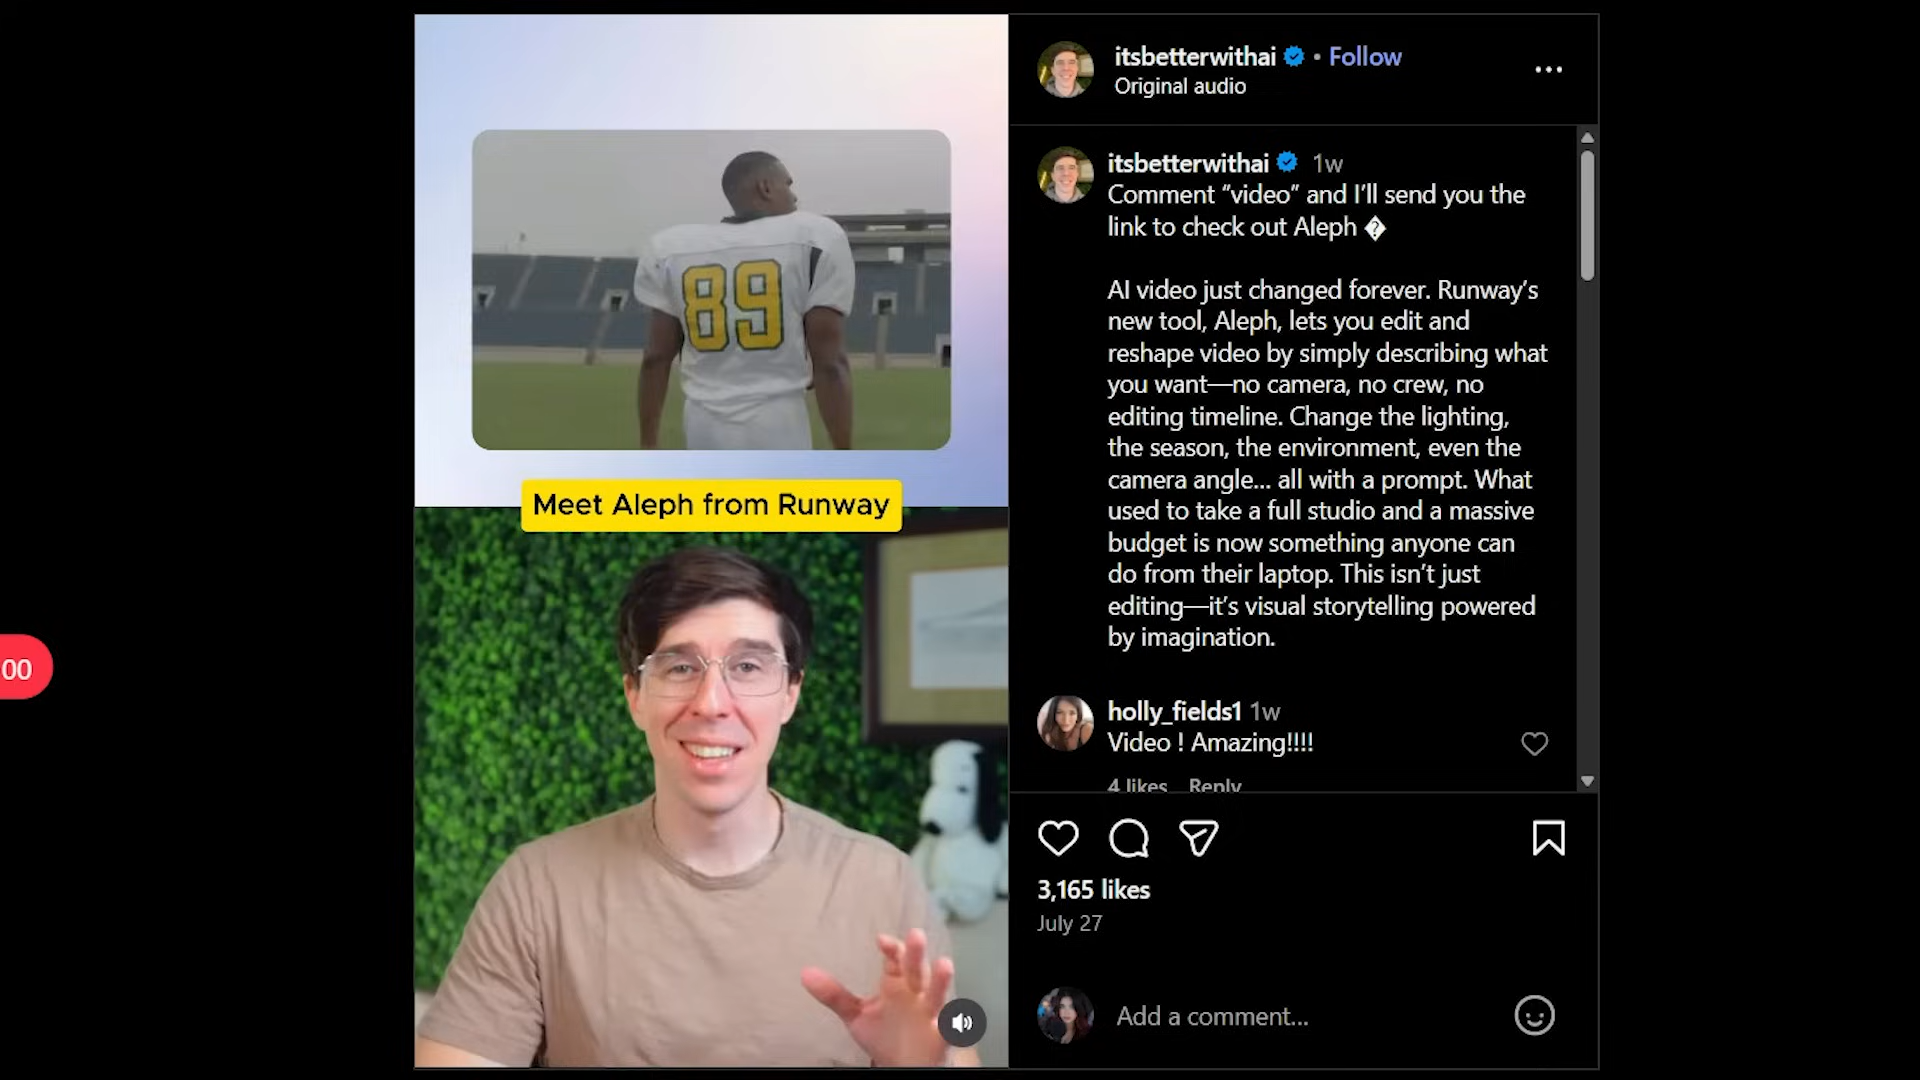 89
Meet Aleph from Runway
00
itsbetterwithai • Follow
Original audio
itsbetterwithai 1w
Comment “video” and I’ll send you the
link to check out Aleph �
AI video just changed forever. Runway’s
new tool, Aleph, lets you edit and
reshape video by simply describing what
you want—no camera, no crew, no
editing timeline. Change the lighting,
the season, the environment, even the
camera angle... all with a prompt. What
used to take a full studio and a massive
budget is now something anyone can
do from their laptop. This isn’t just
editing—it’s visual storytelling powered
by imagination.
holly_fields1 1w
Video ! Amazing!!!!
4 likes Reply
3,165 likes
July 27
Add a comment...